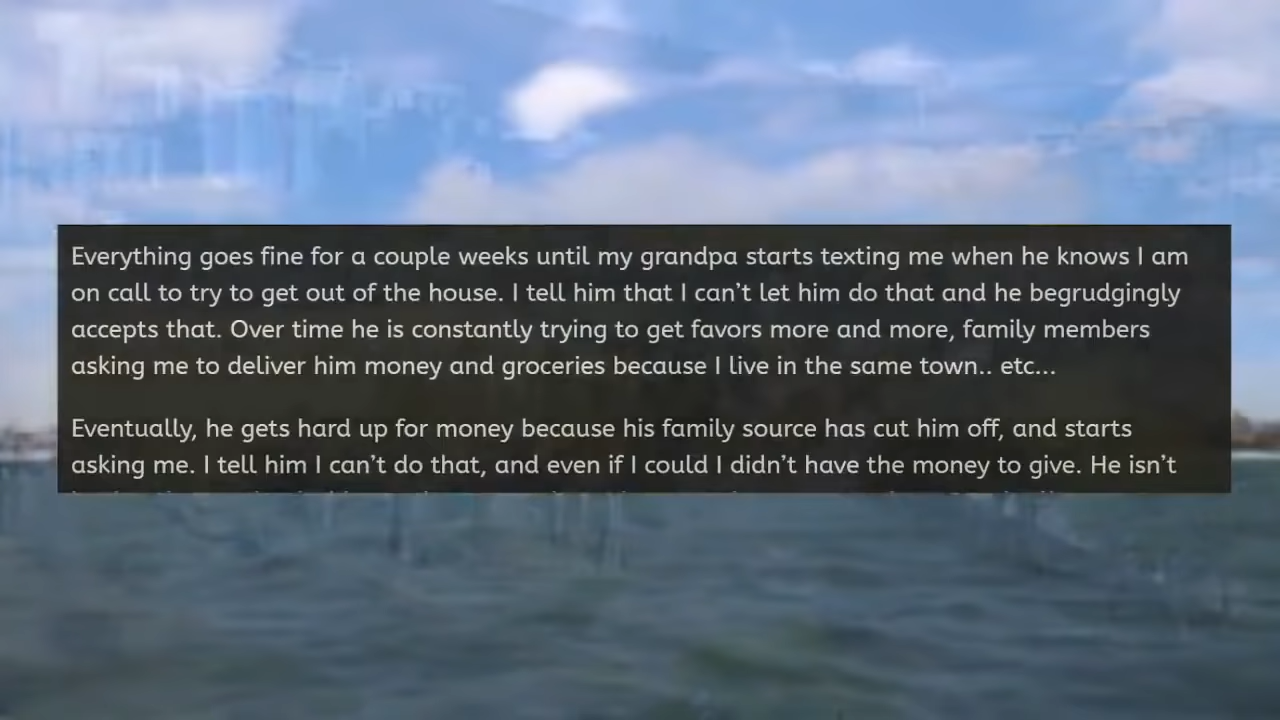 Everything goes fine for a couple weeks until my grandpa starts texting me when he knows I am
on call to try to get out of the house. I tell him that I can’t let him do that and he begrudgingly
accepts that. Over time he is constantly trying to get favors more and more, family members
asking me to deliver him money and groceries because I live in the same town.. etc...
Eventually, he gets hard up for money because his family source has cut him off, and starts
asking me. I tell him I can’t do that, and even if I could I didn’t have the money to give. He isn’t